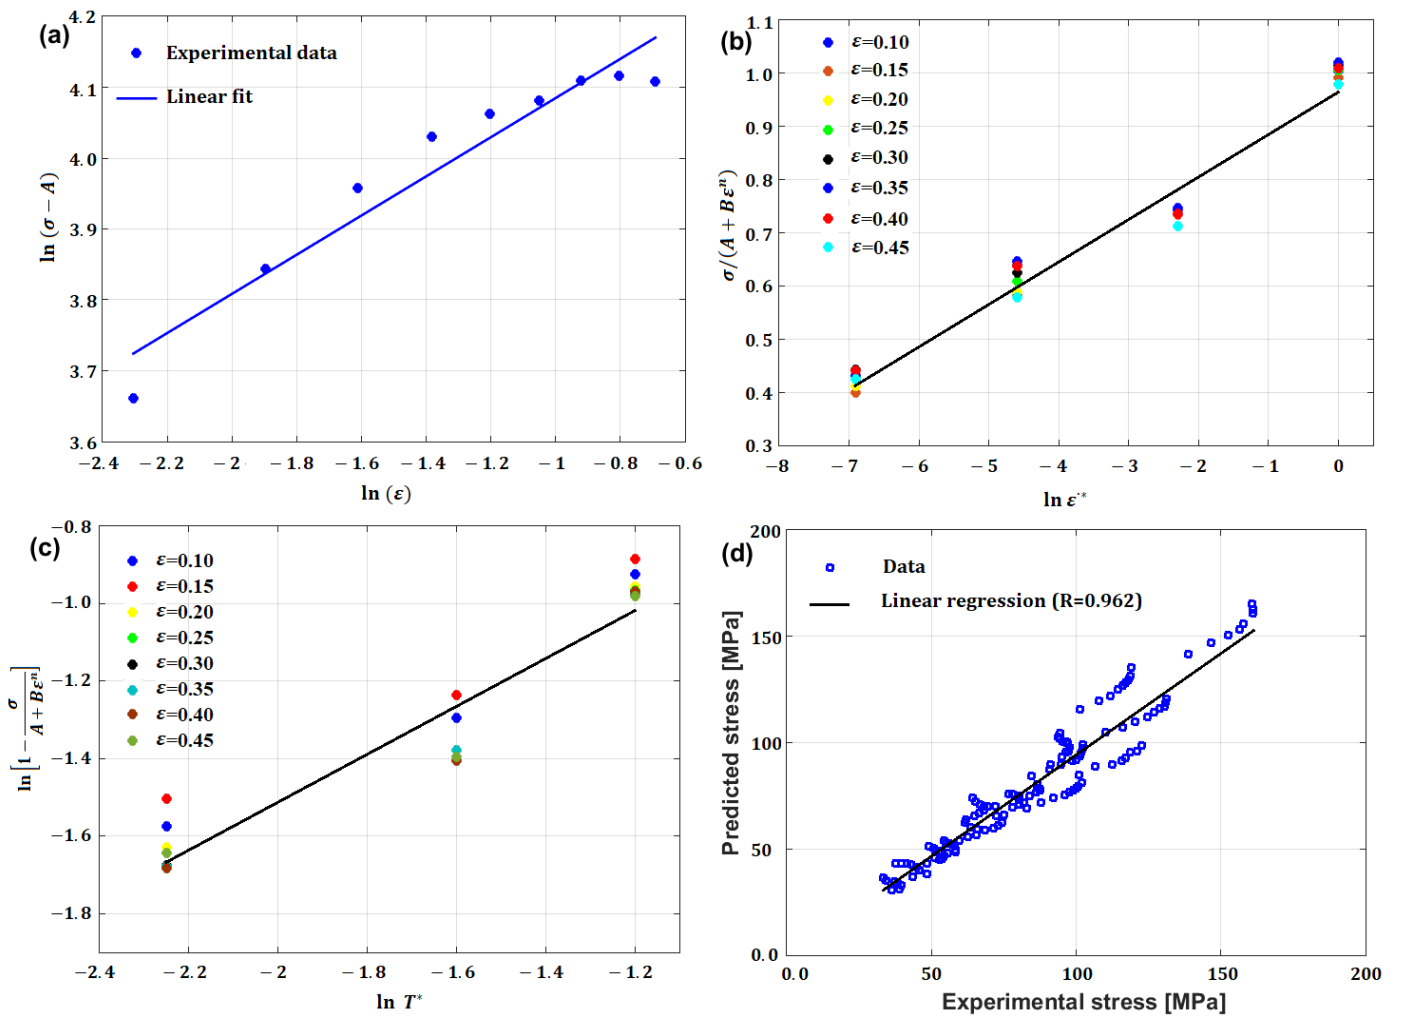 (a)
4.2
4.1
4.0
3.9
3.8
3.7
3.6
ln (σ − A)
Experimental data
Linear fit
−2.4 −2.2 −2 −1.8 −1.6 −1.4 −1.2 −1 −0.8 −0.6
ln (ε)
(b)
1.1
1.0
0.9
0.8
0.7
0.6
0.5
0.4
0.3
σ/(A + Bεⁿ)
ε=0.10
ε=0.15
ε=0.20
ε=0.25
ε=0.30
ε=0.35
ε=0.40
ε=0.45
−8 −7 −6 −5 −4 −3 −2 −1 0
ln ε˙*
(c)
−0.8
−1.0
−1.2
−1.4
−1.6
−1.8
ln [1 − σ / A + Bεⁿ]
ε=0.10
ε=0.15
ε=0.20
ε=0.25
ε=0.30
ε=0.35
ε=0.40
ε=0.45
−2.4 −2.2 −2 −1.8 −1.6 −1.4 −1.2
ln T*
(d)
200
150
100
50
0.0
Predicted stress [MPa]
Data
Linear regression (R=0.962)
0.0 50 100 150 200
Experimental stress [MPa]